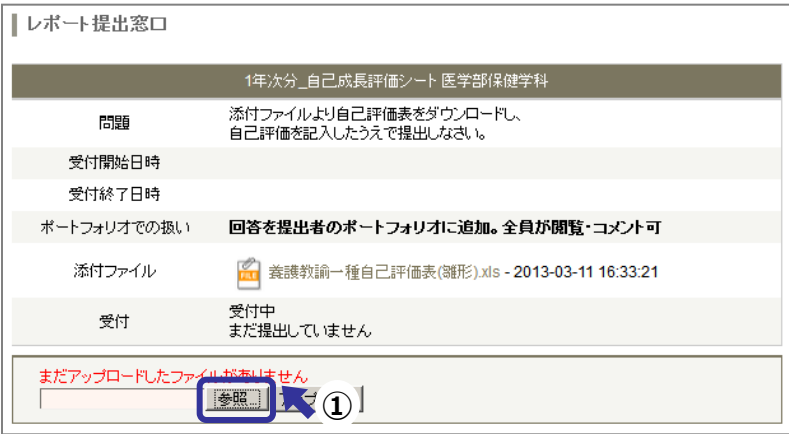 レポート提出窓口
1年次分_自己成長評価シート 医学部保健学科
問題
添付ファイルより自己評価表をダウンロードし、
自己評価を記入したうえで提出しなさい。
受付開始日時
受付終了日時
ポートフォリオでの扱い
回答を提出者のポートフォリオに追加。全員が閲覧・コメント可
添付ファイル
FILE
養護教諭一種自己評価表(雛形).xls - 2013-03-11 16:33:21
受付
受付中
まだ提出していません
まだアップロードしたファイルがありません
参照...
①